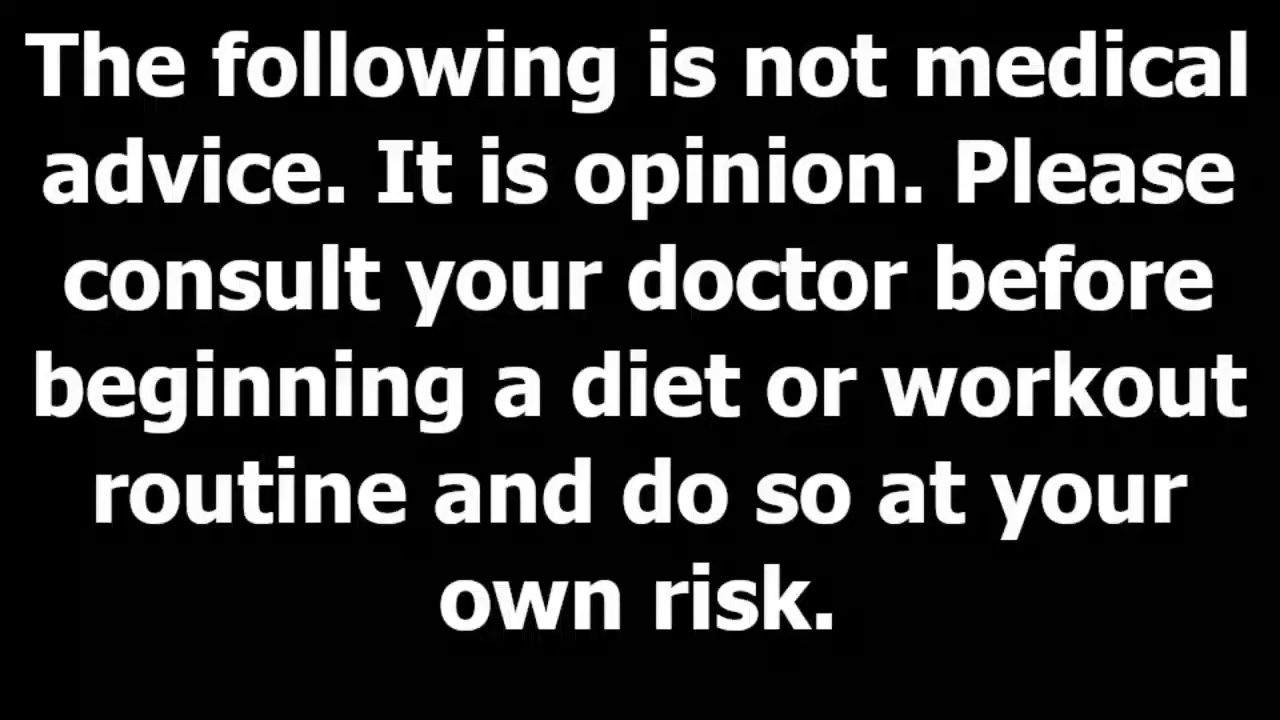 The following is not medical
advice. It is opinion. Please
consult your doctor before
beginning a diet or workout
routine and do so at your
own risk.